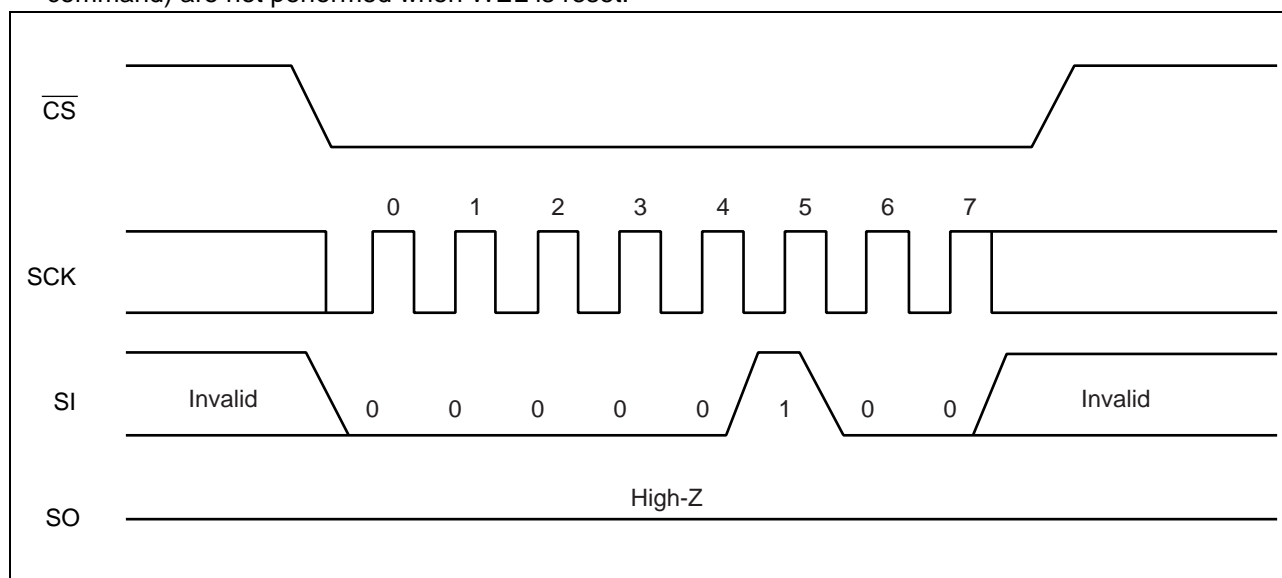 command) are not performed when WEL is reset.
CS
0 1 2 3 4 5 6 7
SCK
SI
Invalid 0 0 0 0 0 1 0 0 Invalid
High-Z
SO